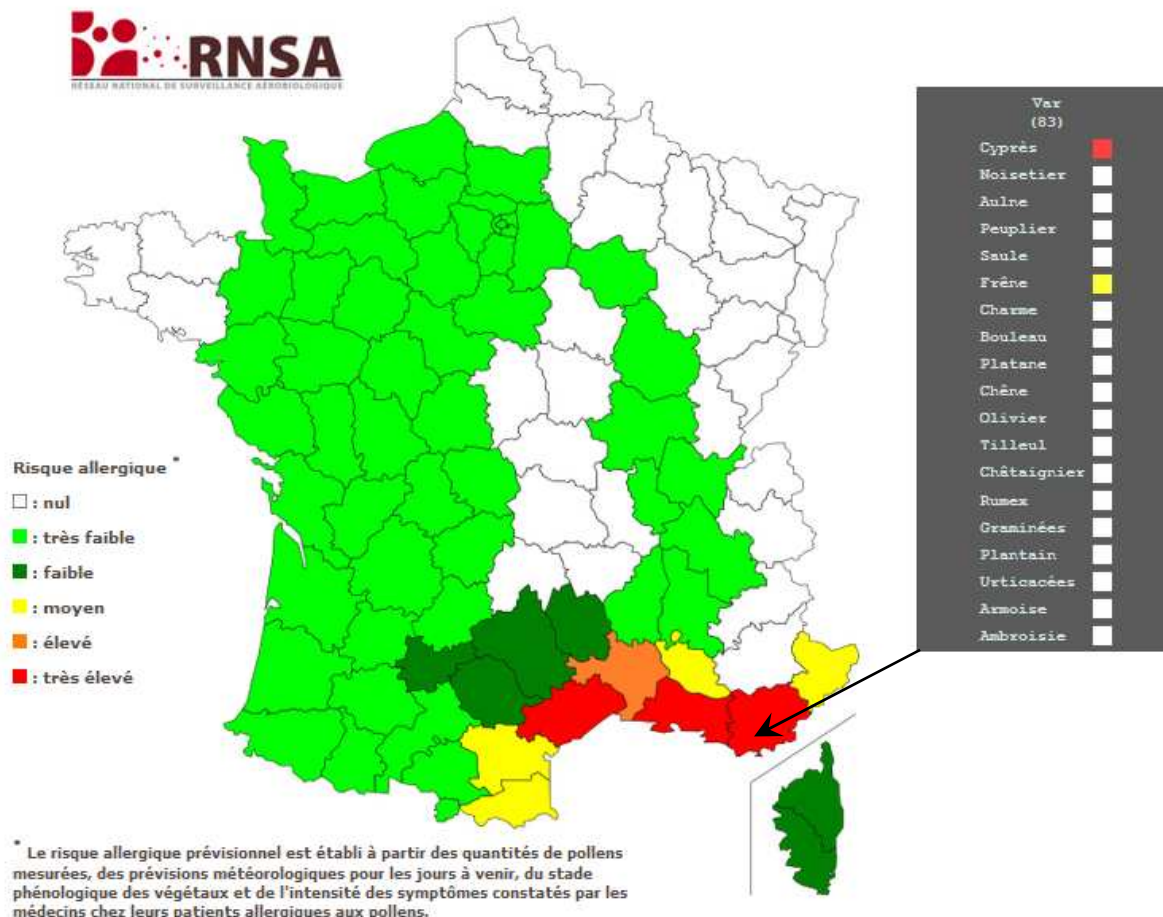 RNSA
RÉSEAU NATIONAL DE SURVEILLANCE AÉROBIOLOGIQUE
Var
(83)
Cyprès
Noisetier
Aulne
Peuplier
Saule
Frêne
Charme
Bouleau
Platane
Chêne
Olivier
Tilleul
Châtaignier
Rumex
Graminées
Plantain
Urticacées
Armoise
Ambroisie
Risque allergique *
: nul
: très faible
: faible
: moyen
: élevé
: très élevé
* Le risque allergique prévisionnel est établi à partir des quantités de pollens
mesurées, des prévisions météorologiques pour les jours à venir, du stade
phénologique des végétaux et de l'intensité des symptômes constatés par les
médecins chez leurs patients allergiques aux pollens.